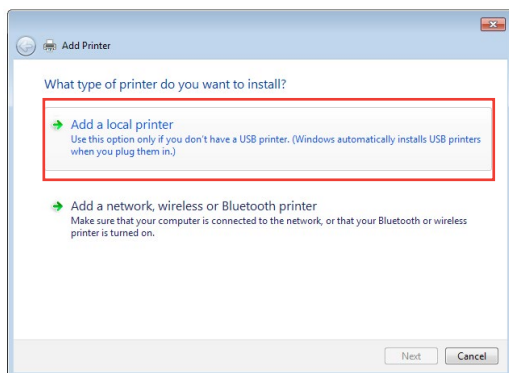 Add Printer
What type of printer do you want to install?
Add a local printer
Use this option only if you don't have a USB printer. (Windows automatically installs USB printers
when you plug them in.)
Add a network, wireless or Bluetooth printer
Make sure that your computer is connected to the network, or that your Bluetooth or wireless
printer is turned on.
Next Cancel